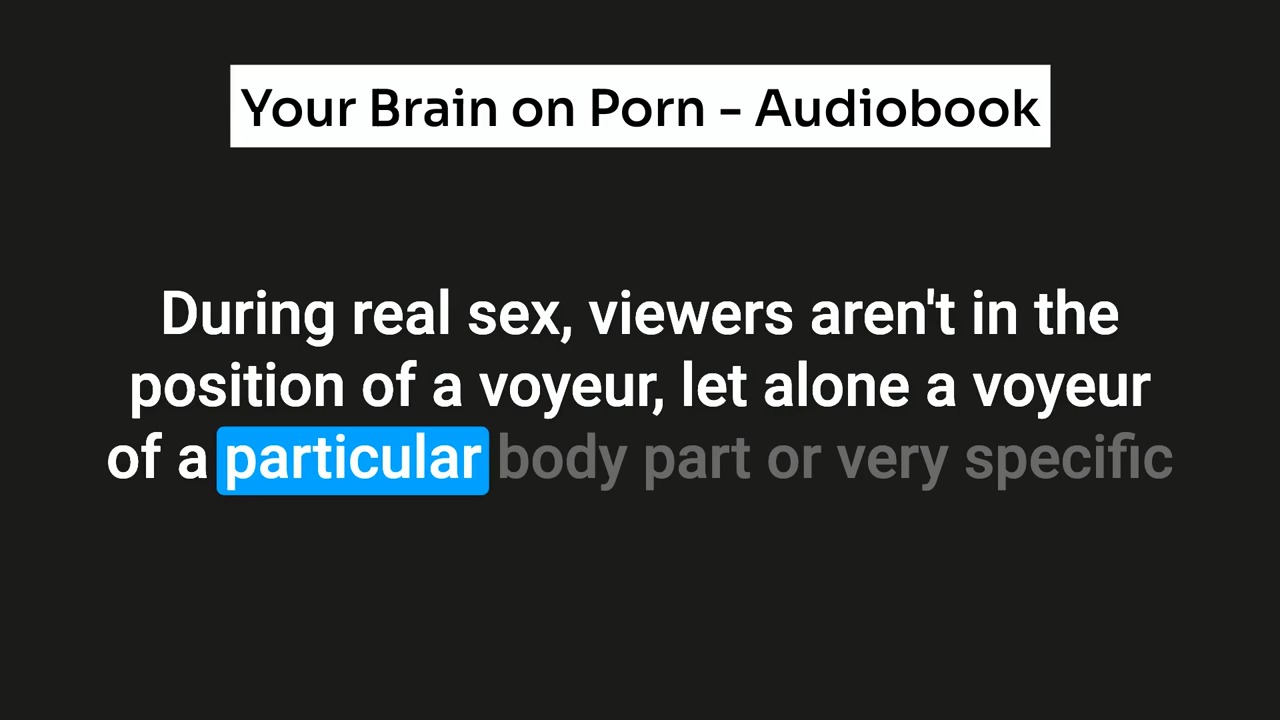 Your Brain on Porn - Audiobook
During real sex, viewers aren't in the
position of a voyeur, let alone a voyeur
of a particular body part or very specific